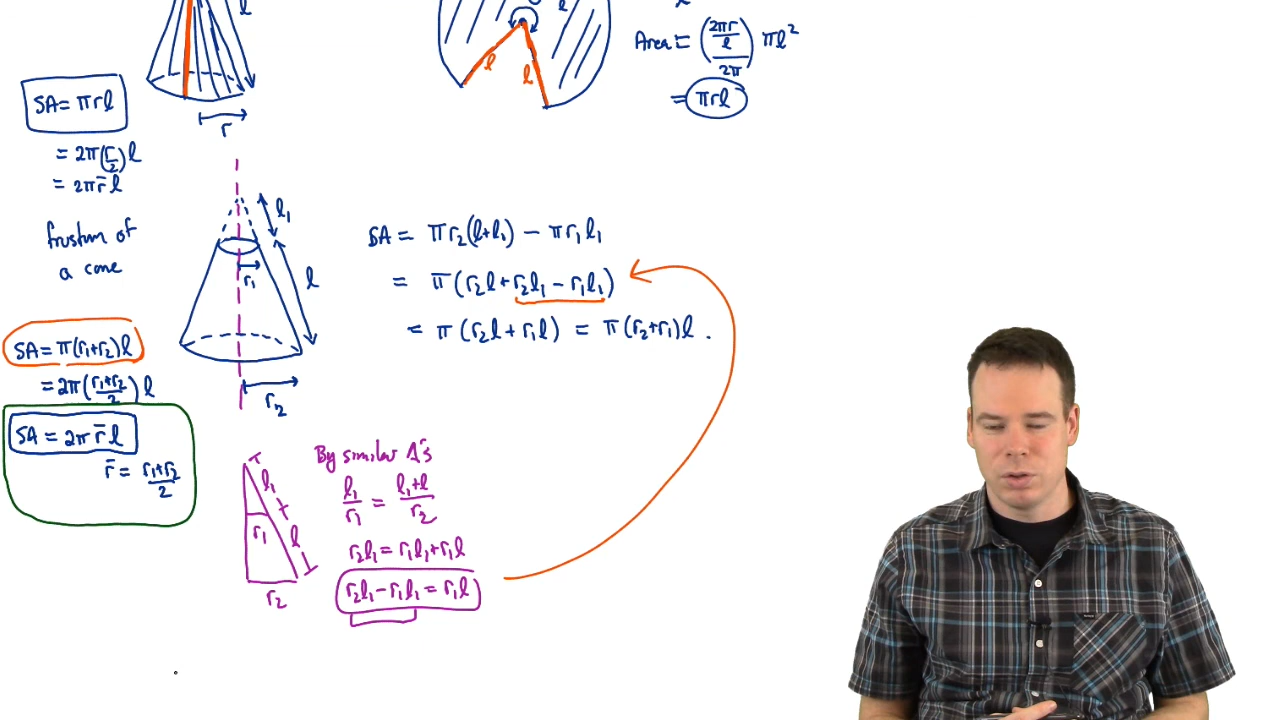 l
l
l
l
Area = ((2πr/l)/2π) πl²
= πrl
SA = πrl
r
= 2π(r/2)l
= 2π r̄ l
frustum of
a cone
l₁
r₁
l
r₂
SA = πr₂(l+l₁) − πr₁l₁
= π(r₂l + r₂l₁ − r₁l₁)
= π(r₂l + r₁l) = π(r₂+r₁)l .
SA = π(r₁+r₂)l
= 2π((r₁+r₂)/2) l
SA = 2π r̄ l
r̄ = (r₁+r₂)/2
l₁
r₁
l
r₂
By similar Δ's
l₁/r₁ = (l₁+l)/r₂
r₂l₁ = r₁l₁ + r₁l
r₂l₁ − r₁l₁ = r₁l